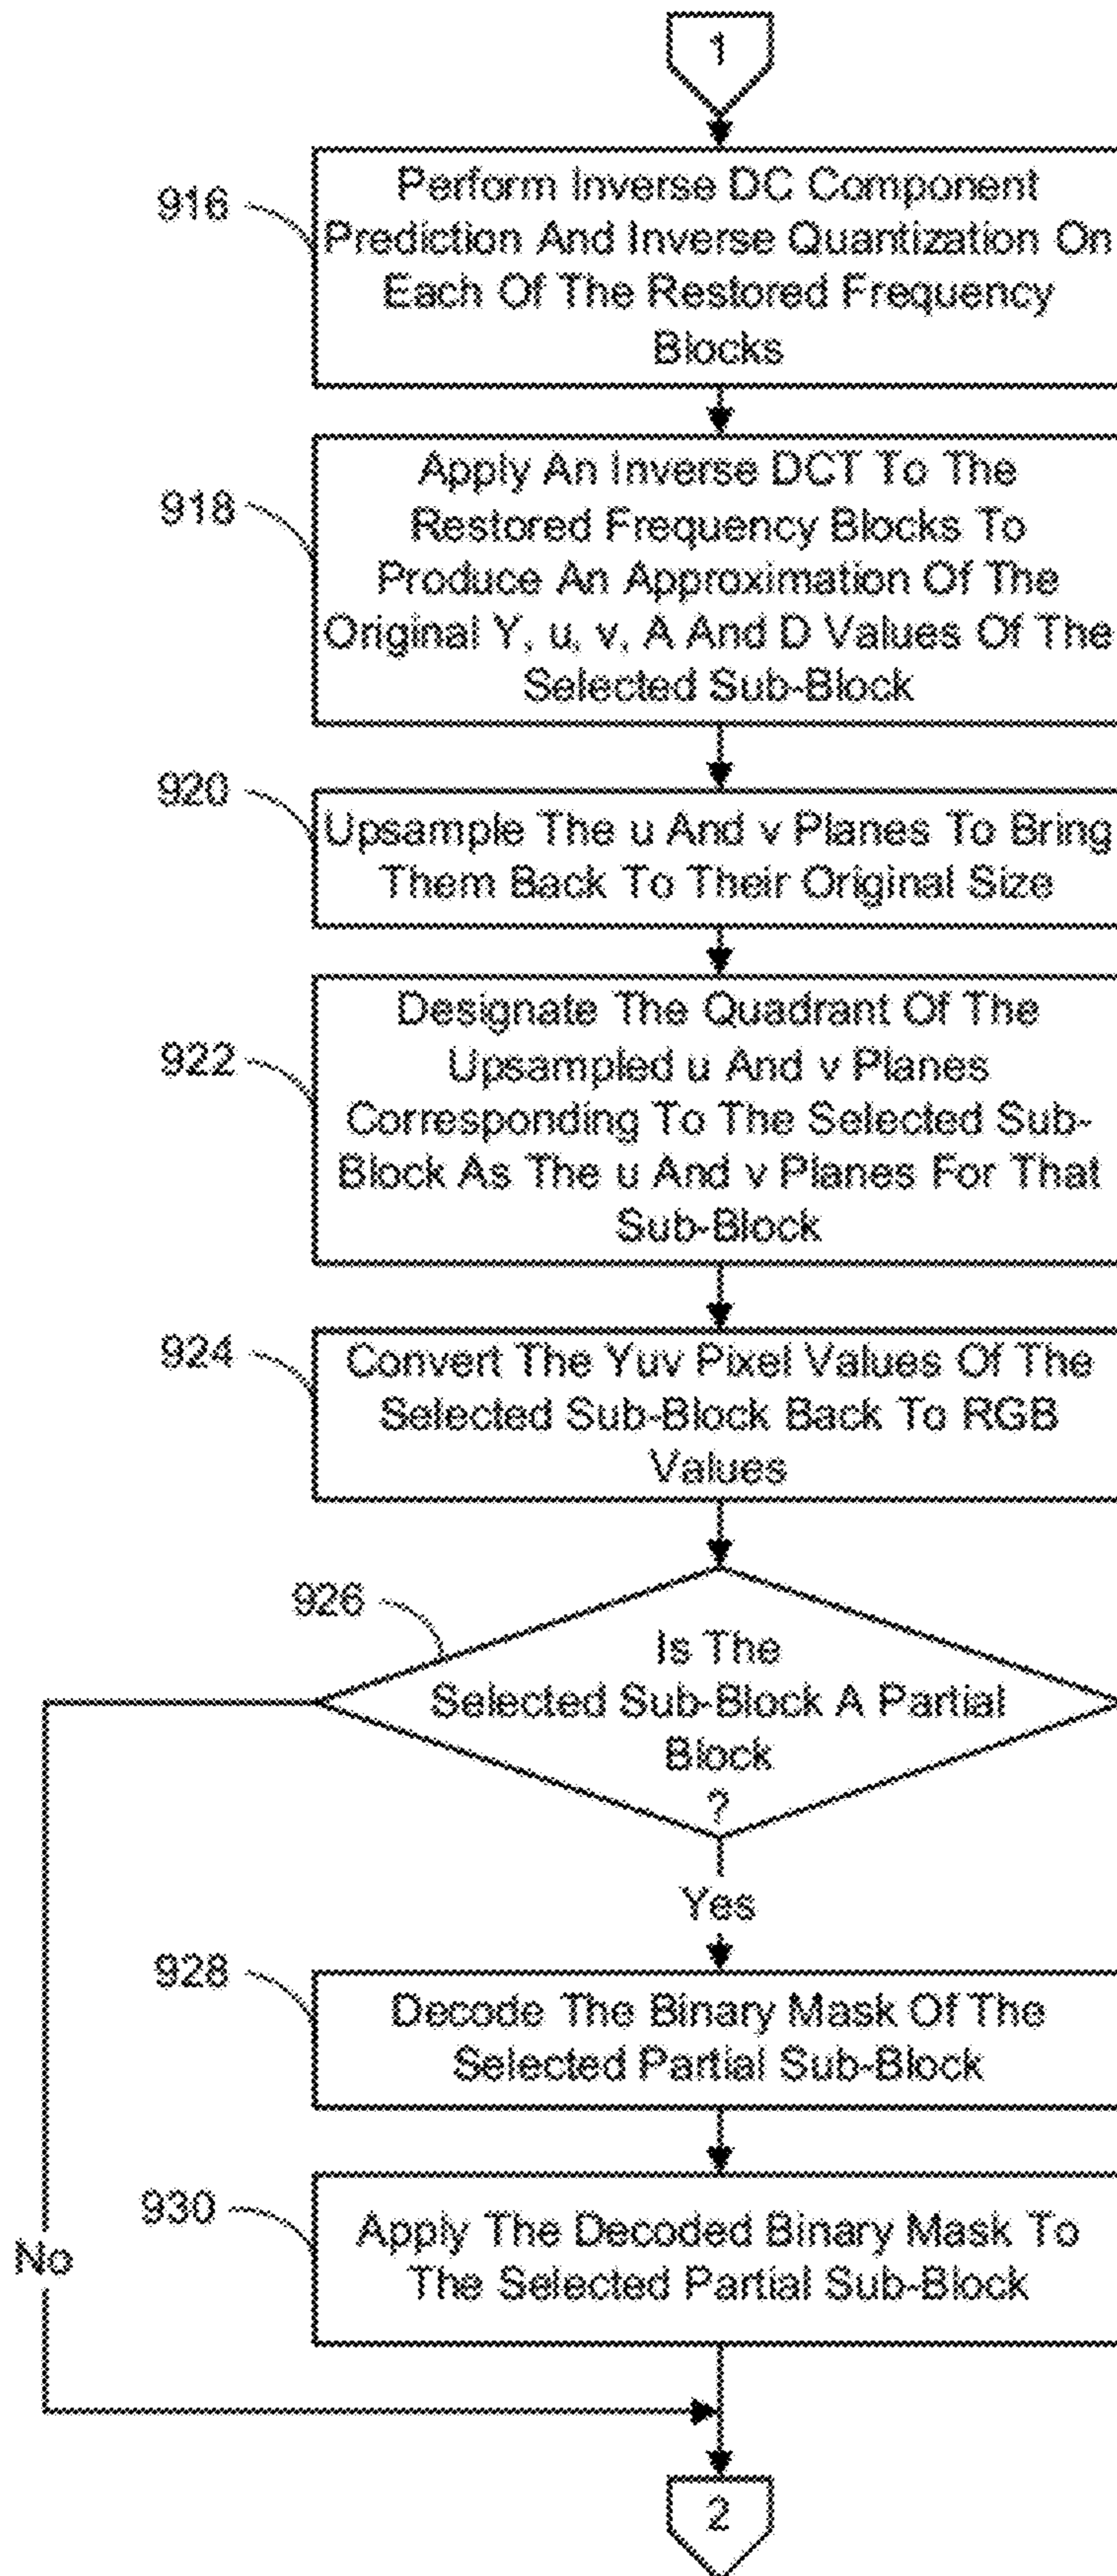 1
916
Perform Inverse DC Component
Prediction And Inverse Quantization On
Each Of The Restored Frequency
Blocks
918
Apply An Inverse DCT To The
Restored Frequency Blocks To
Produce An Approximation Of The
Original Y, u, v, A And D Values Of The
Selected Sub-Block
920
Upsample The u And v Planes To Bring
Them Back To Their Original Size
922
Designate The Quadrant Of The
Upsampled u And v Planes
Corresponding To The Selected Sub-
Block As The u And v Planes For That
Sub-Block
924
Convert The Yuv Pixel Values Of The
Selected Sub-Block Back To RGB
Values
926
Is The
Selected Sub-Block A Partial
Block
?
Yes
928
Decode The Binary Mask Of The
Selected Partial Sub-Block
930
Apply The Decoded Binary Mask To
The Selected Partial Sub-Block
No
2